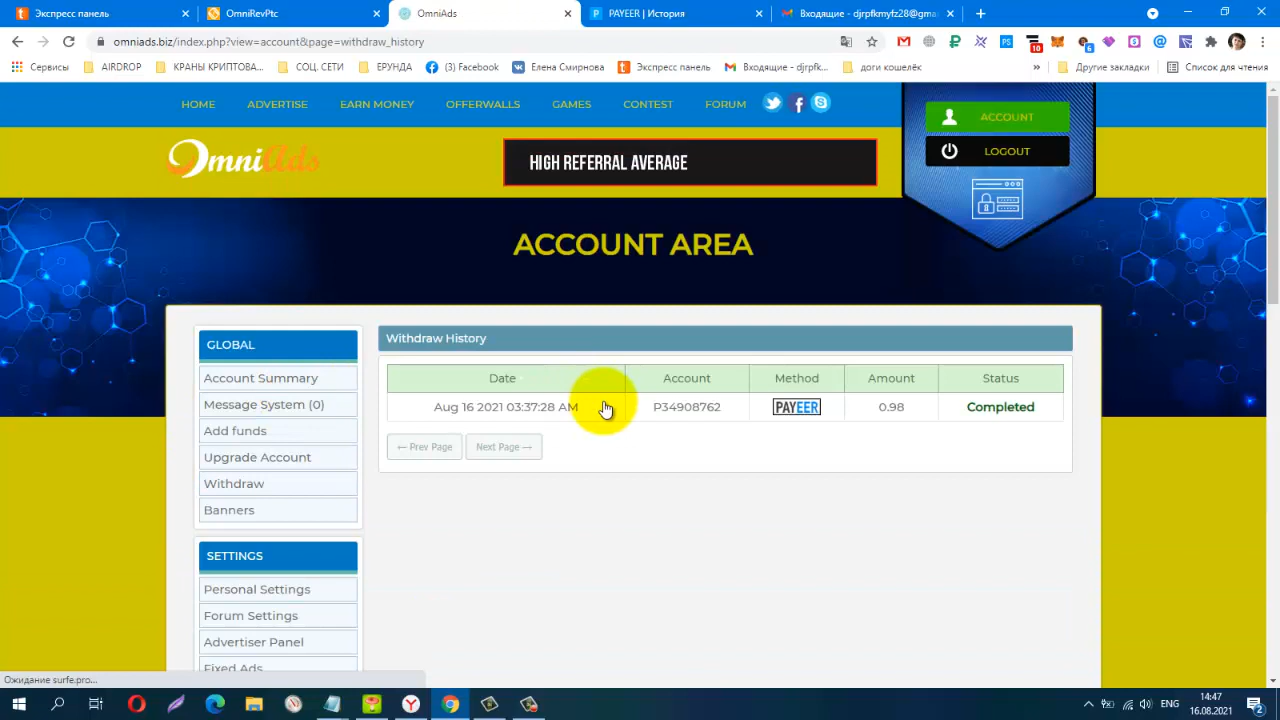 Экспресс панель
OmniRevPtc
OmniAds
PAYEER | История
Входящие - djrpfkmyfz28@gma
omniads.biz/index.php?view=account&page=withdraw_history
10
6
Сервисы
AIRDROP
КРАНЫ КРИПТОВА...
СОЦ. СЕТИ
ЕРУНДА
(3) Facebook
Елена Смирнова
Экспресс панель
Входящие - djrpfk...
доги кошелёк
»
Другие закладки
Список для чтения
HOME
ADVERTISE
EARN MONEY
OFFERWALLS
GAMES
CONTEST
FORUM
ACCOUNT
LOGOUT
OmniAds
HIGH REFERRAL AVERAGE
ACCOUNT AREA
GLOBAL
Account Summary
Message System (0)
Add funds
Upgrade Account
Withdraw
Banners
SETTINGS
Personal Settings
Forum Settings
Advertiser Panel
Fixed Ads
Withdraw History
Date Account Method Amount Status
Aug 16 2021 03:37:28 AM P34908762 PAYEER 0.98 Completed
← Prev Page
Next Page →
Ожидание surfe.pro...
ENG
14:47
16.08.2021
2